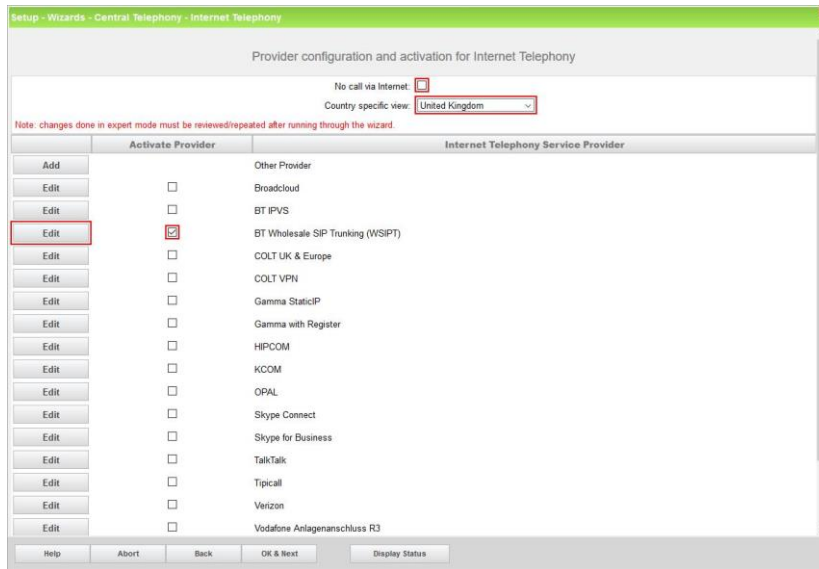 Setup - Wizards - Central Telephony - Internet Telephony
Provider configuration and activation for Internet Telephony
No call via Internet:
Country specific view: United Kingdom
Note: changes done in expert mode must be reviewed/repeated after running through the wizard.
Activate Provider Internet Telephony Service Provider
Add Other Provider
Edit Broadcloud
Edit BT IPVS
Edit BT Wholesale SIP Trunking (WSIPT)
Edit COLT UK & Europe
Edit COLT VPN
Edit Gamma StaticIP
Edit Gamma with Register
Edit HIPCOM
Edit KCOM
Edit OPAL
Edit Skype Connect
Edit Skype for Business
Edit TalkTalk
Edit Tipicall
Edit Verizon
Edit Vodafone Anlagenanschluss R3
Help Abort Back OK & Next Display Status